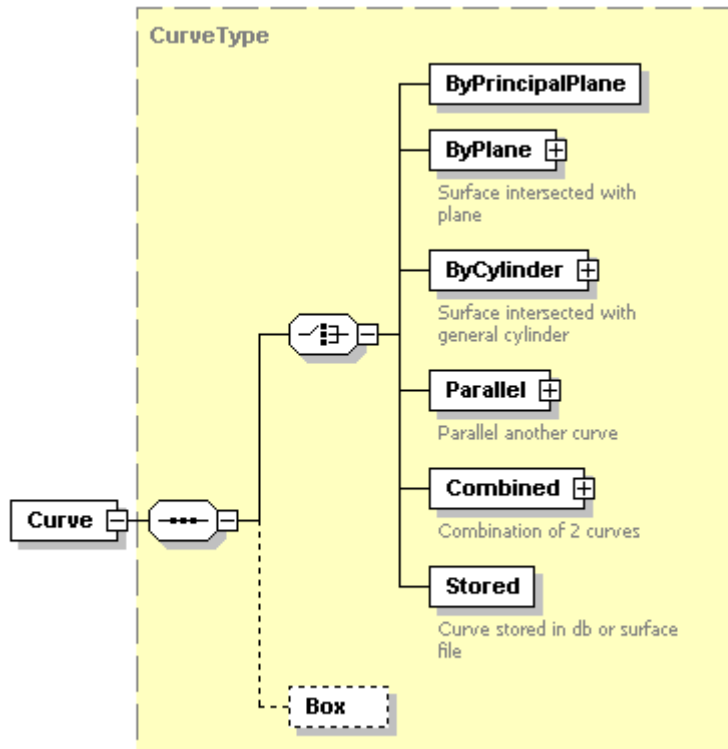 CurveType
ByPrincipalPlane
ByPlane
Surface intersected with
plane
ByCylinder
Surface intersected with
general cylinder
Parallel
Parallel another curve
Combined
Combination of 2 curves
Curve
Stored
Curve stored in db or surface
file
Box